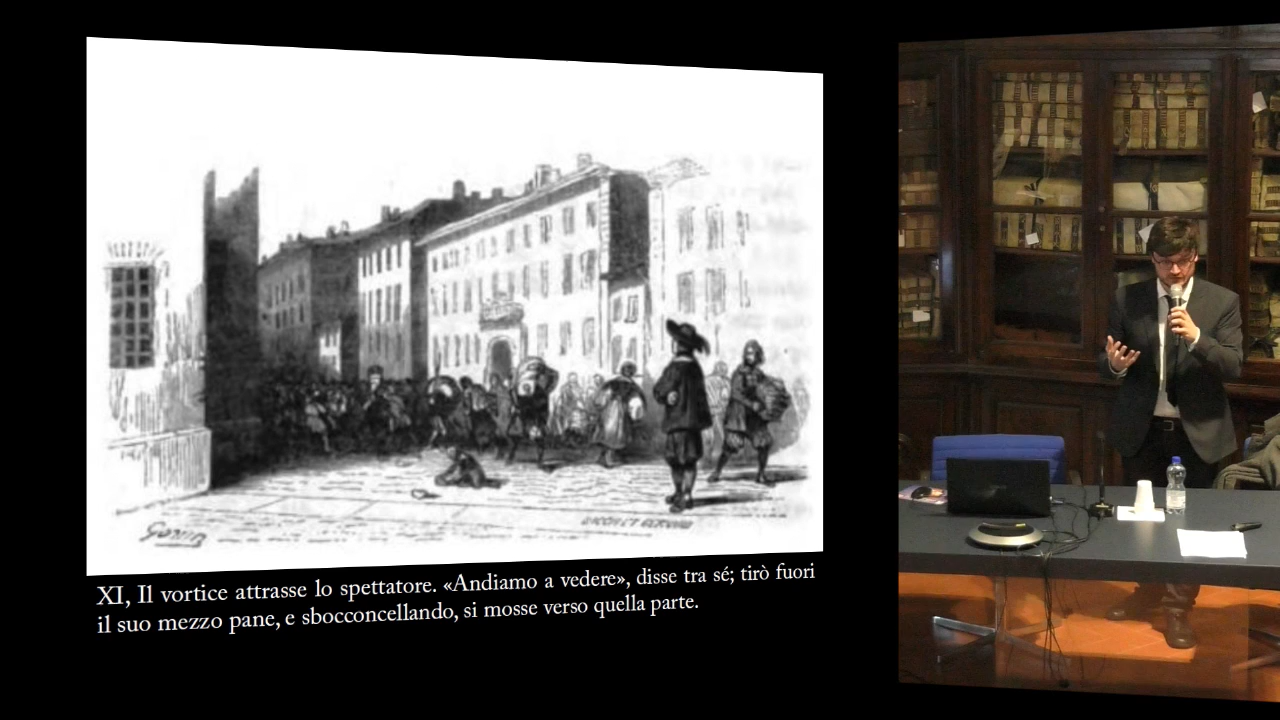 Gonin
XI, Il vortice attrasse lo spettatore. «Andiamo a vedere», disse tra sé; tirò fuori
il suo mezzo pane, e sbocconcellando, si mosse verso quella parte.